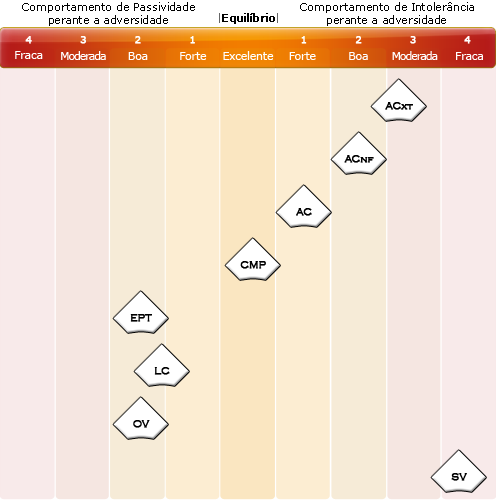 Comportamento de Passividade
perante a adversidade
|Equilíbrio|
Comportamento de Intolerância
perante a adversidade
4 3 2 1 1 2 3 4
Fraca Moderada Boa Forte Excelente Forte Boa Moderada Fraca
ACXT
ACNF
AC
CMP
EPT
LC
OV
SV